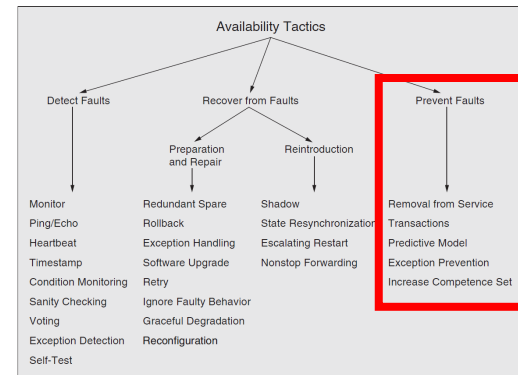 Availability Tactics
Detect Faults
Recover from Faults
Prevent Faults
Preparation
and Repair
Reintroduction
Monitor
Ping/Echo
Heartbeat
Timestamp
Condition Monitoring
Sanity Checking
Voting
Exception Detection
Self-Test
Redundant Spare
Rollback
Exception Handling
Software Upgrade
Retry
Ignore Faulty Behavior
Graceful Degradation
Reconfiguration
Shadow
State Resynchronization
Escalating Restart
Nonstop Forwarding
Removal from Service
Transactions
Predictive Model
Exception Prevention
Increase Competence Set